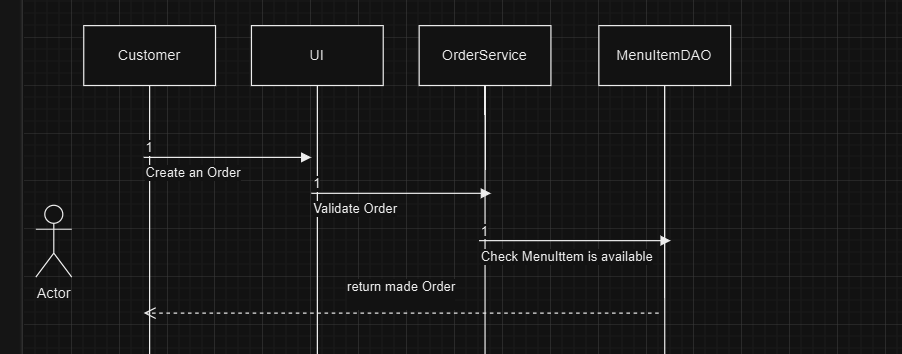 Customer
UI
OrderService
MenuItemDAO
1
Create an Order
1
Validate Order
1
Check MenuIttem is available
Actor
return made Order